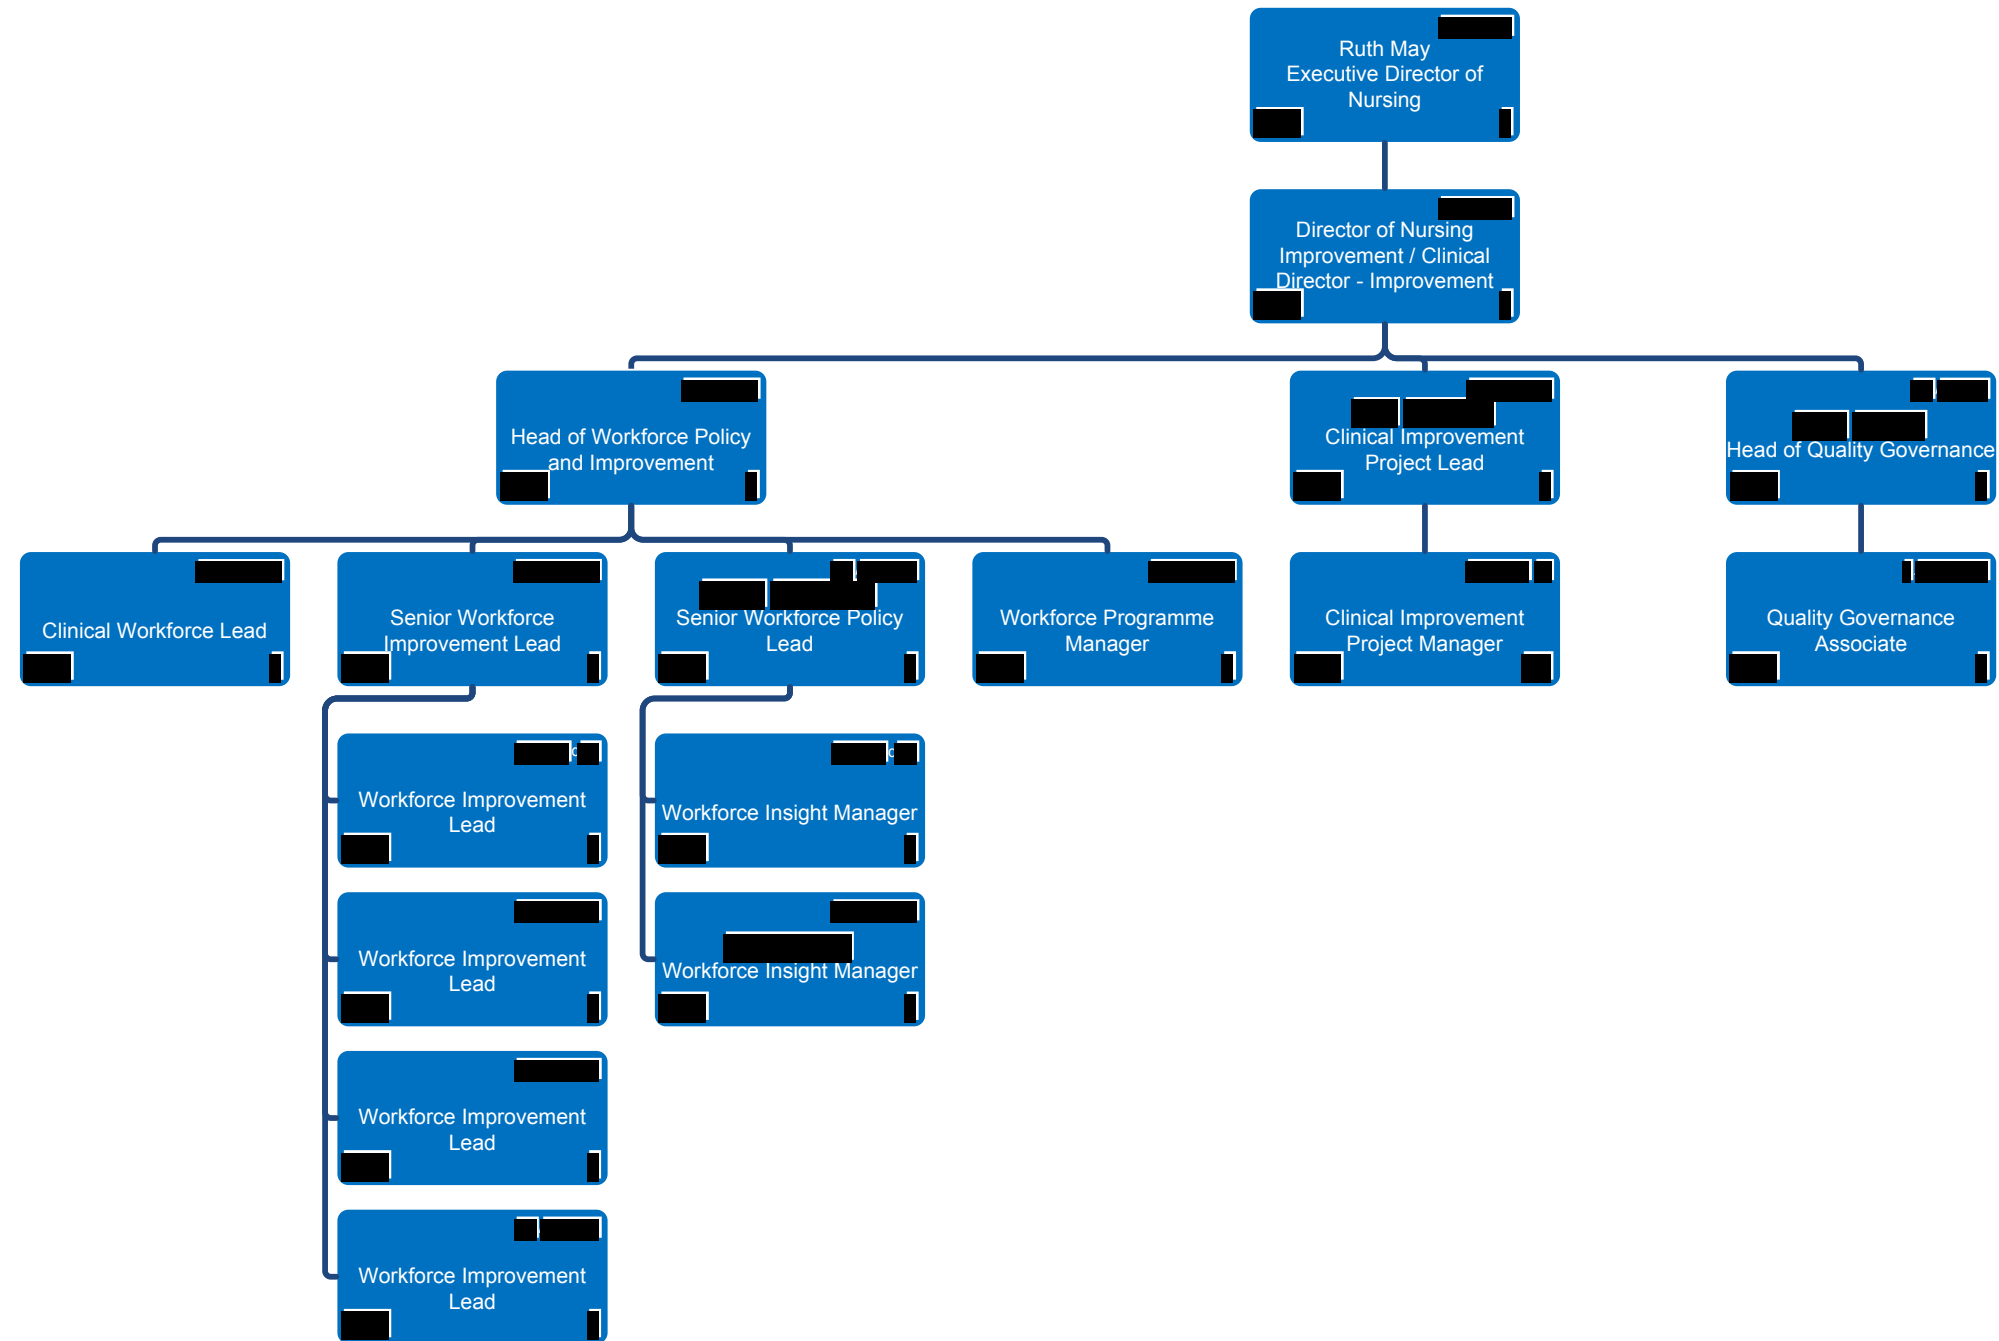 Ruth May
Executive Director of
Nursing
Director of Nursing
Improvement / Clinical
Director - Improvement
Head of Workforce Policy
and Improvement
Clinical Improvement
Project Lead
Head of Quality Governance
Clinical Workforce Lead
Senior Workforce
Improvement Lead
Senior Workforce Policy
Lead
Workforce Programme
Manager
Clinical Improvement
Project Manager
Quality Governance
Associate
Workforce Improvement
Lead
Workforce Insight Manager
Workforce Improvement
Lead
Workforce Insight Manager
Workforce Improvement
Lead
Workforce Improvement
Lead